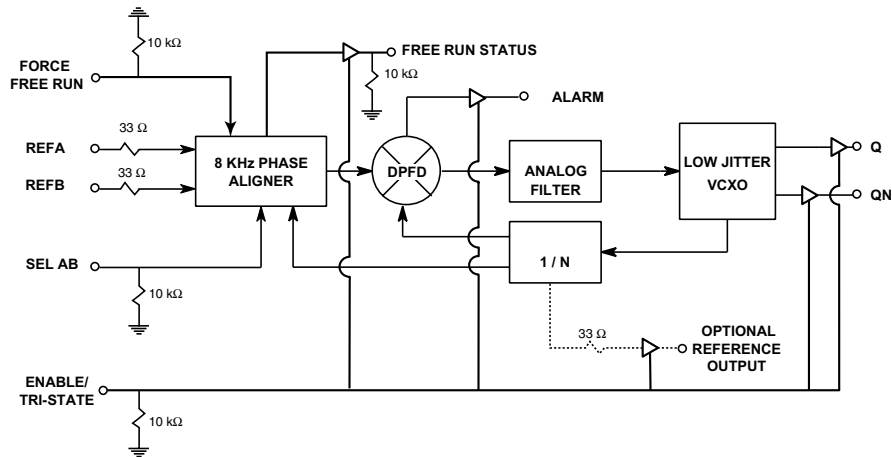 10 kΩ
FORCE
FREE RUN
FREE RUN STATUS
10 kΩ
ALARM
REFA
33 Ω
REFB
33 Ω
8 KHz PHASE
ALIGNER
DPFD
ANALOG
FILTER
LOW JITTER
VCXO
Q
QN
SEL AB
10 kΩ
1 / N
33 Ω
OPTIONAL
REFERENCE
OUTPUT
ENABLE/
TRI-STATE
10 kΩ